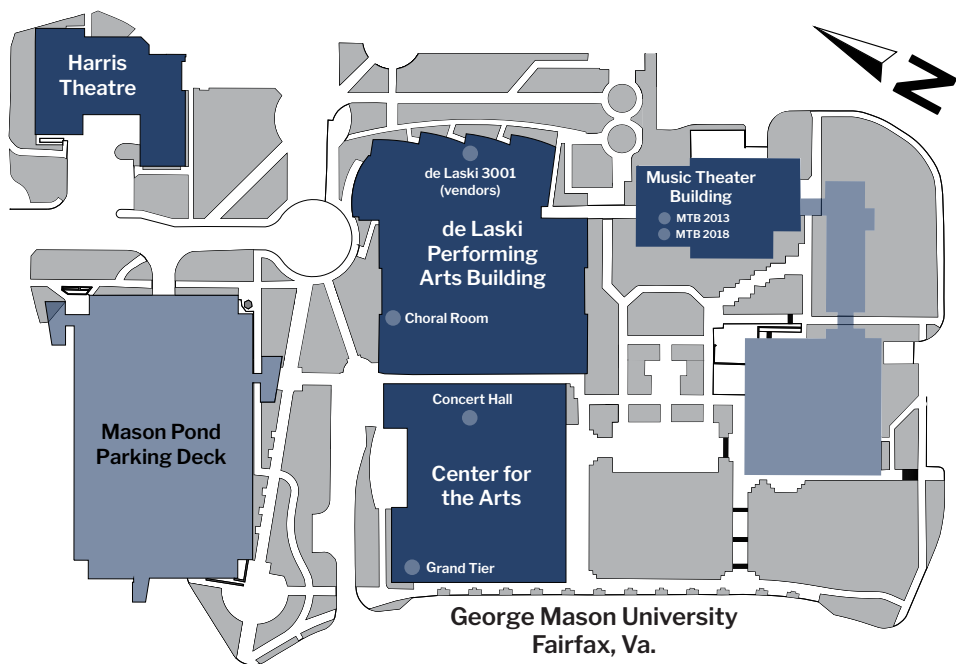 Harris
Theatre
N
de Laski 3001
(vendors)
Music Theater
Building
MTB 2013
MTB 2018
de Laski
Performing
Arts Building
Choral Room
Mason Pond
Parking Deck
Concert Hall
Center for
the Arts
Grand Tier
George Mason University
Fairfax, Va.